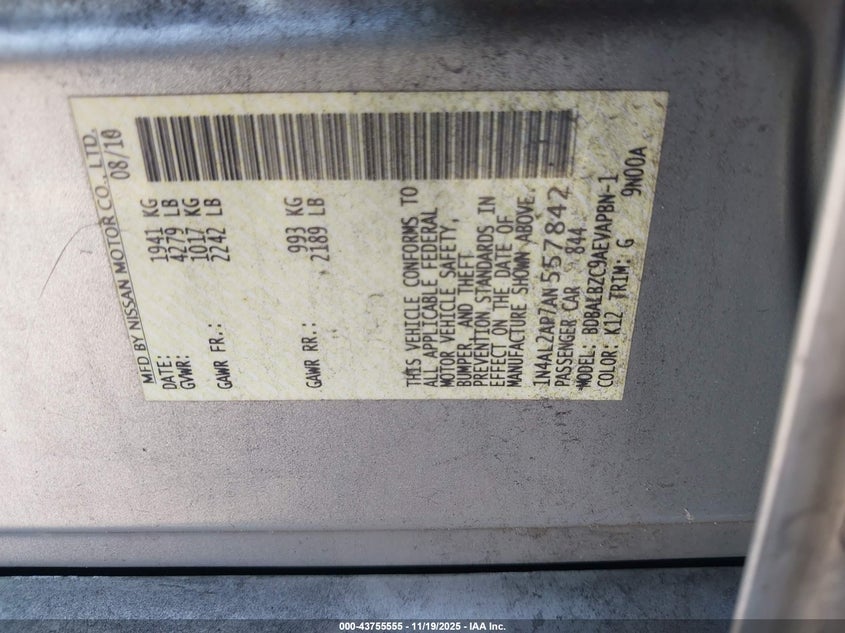 MFD BY NISSAN MOTOR CO., LTD.
DATE: 08/10
GVWR: 1941 KG
4279 LB
GAWR FR.: 1017 KG
2242 LB
GAWR RR.: 993 KG
2189 LB
THIS VEHICLE CONFORMS TO
ALL APPLICABLE FEDERAL
MOTOR VEHICLE SAFETY,
BUMPER, AND THEFT
PREVENTION STANDARDS IN
EFFECT ON THE DATE OF
MANUFACTURE SHOWN ABOVE.
1N4AL2AP7AN557842
PASSENGER CAR 844
MODEL: BDBALBZC9AEVAPBN-1
COLOR: K12 TRIM: G 9N00A
000-43755555 - 11/19/2025 - IAA Inc.